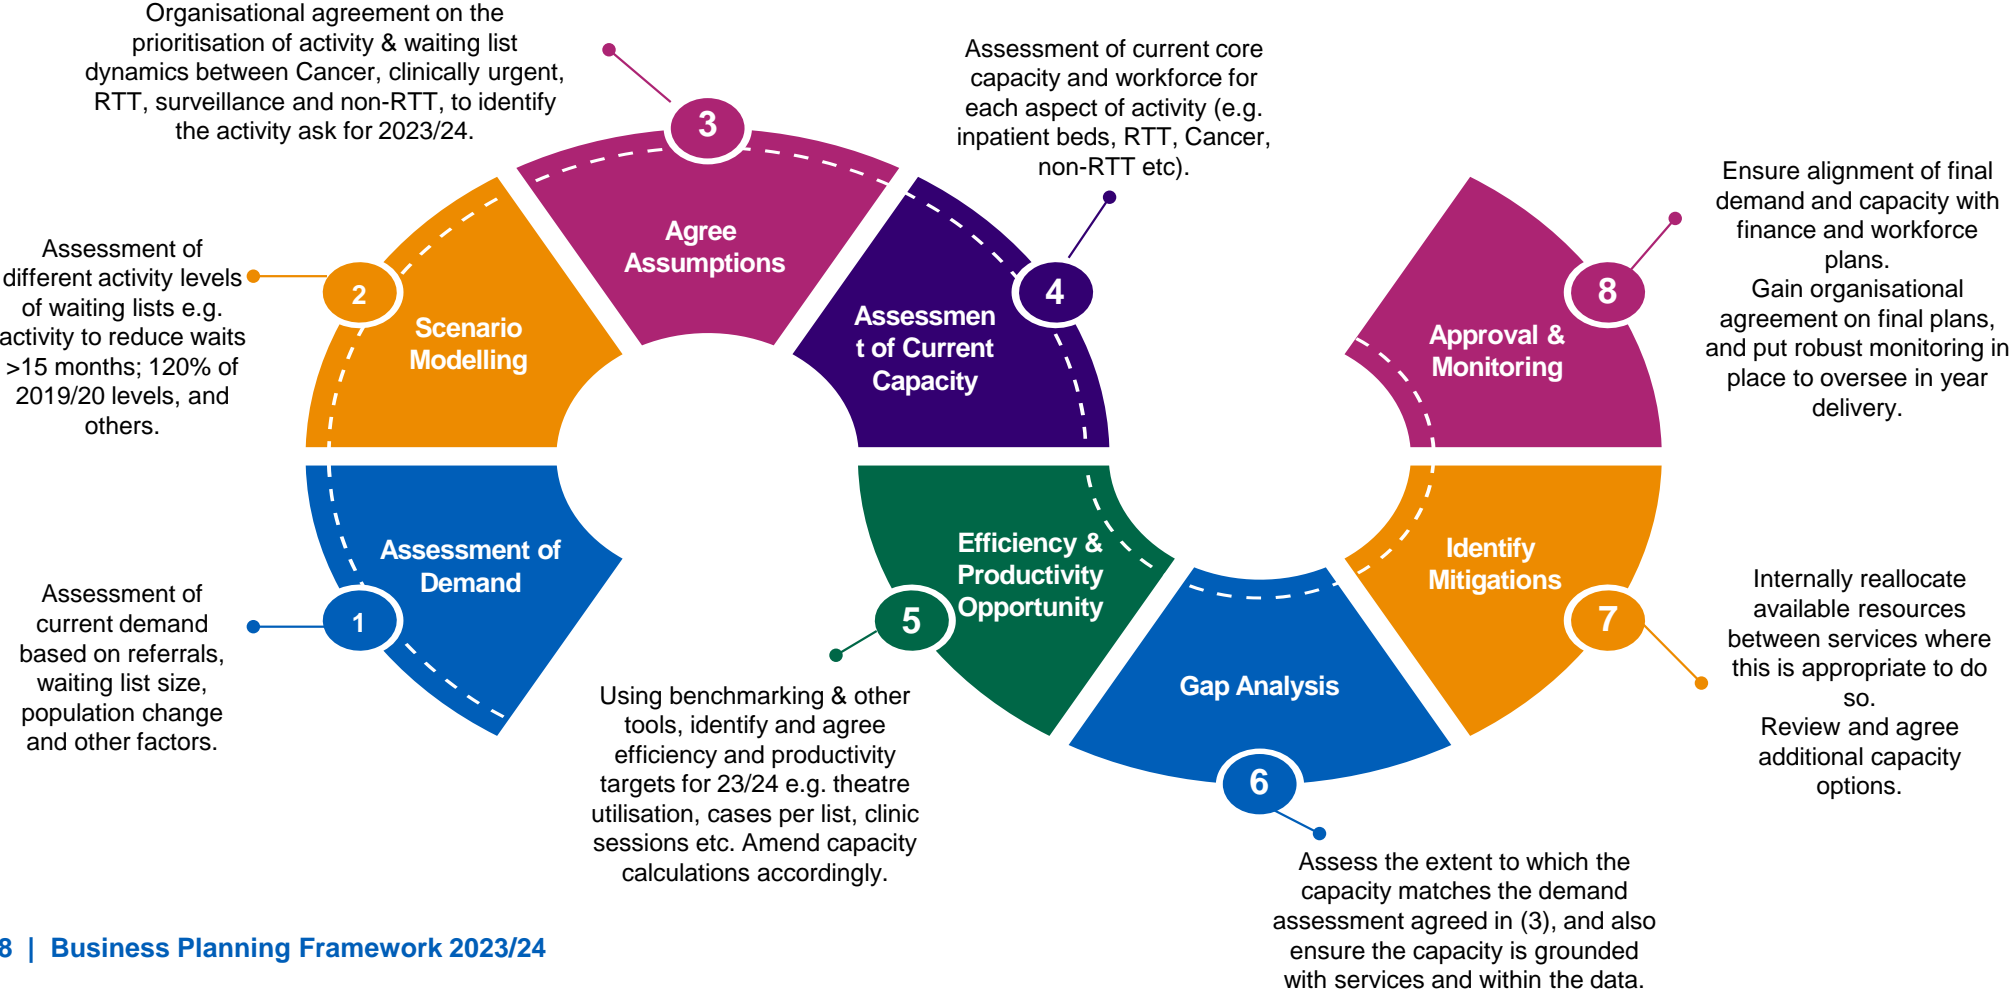 Organisational agreement on the
prioritisation of activity & waiting list
dynamics between Cancer, clinically urgent,
RTT, surveillance and non-RTT, to identify
the activity ask for 2023/24.
3
Agree
Assumptions
Assessment of
different activity levels
of waiting lists e.g.
activity to reduce waits
>15 months; 120% of
2019/20 levels, and
others.
2
Scenario
Modelling
Assessment of
current demand
based on referrals,
waiting list size,
population change
and other factors.
1
Assessment of
Demand
Assessment of current core
capacity and workforce for
each aspect of activity (e.g.
inpatient beds, RTT, Cancer,
non-RTT etc).
4
Assessmen
t of Current
Capacity
5
Efficiency &
Productivity
Opportunity
Using benchmarking & other
tools, identify and agree
efficiency and productivity
targets for 23/24 e.g. theatre
utilisation, cases per list, clinic
sessions etc. Amend capacity
calculations accordingly.
Gap Analysis
6
Assess the extent to which the
capacity matches the demand
assessment agreed in (3), and also
ensure the capacity is grounded
with services and within the data.
Identify
Mitigations
7
Internally reallocate
available resources
between services where
this is appropriate to do
so.
Review and agree
additional capacity
options.
8
Approval &
Monitoring
Ensure alignment of final
demand and capacity with
finance and workforce
plans.
Gain organisational
agreement on final plans,
and put robust monitoring in
place to oversee in year
delivery.
8 | Business Planning Framework 2023/24